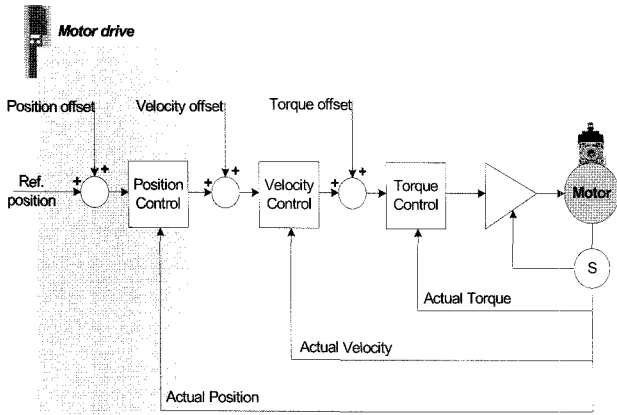 Motor drive
Position offset
Velocity offset
Torque offset
+
+
+
+
+
+
Ref.
position
Position
Control
Velocity
Control
Torque
Control
Motor
S
Actual Torque
Actual Velocity
Actual Position